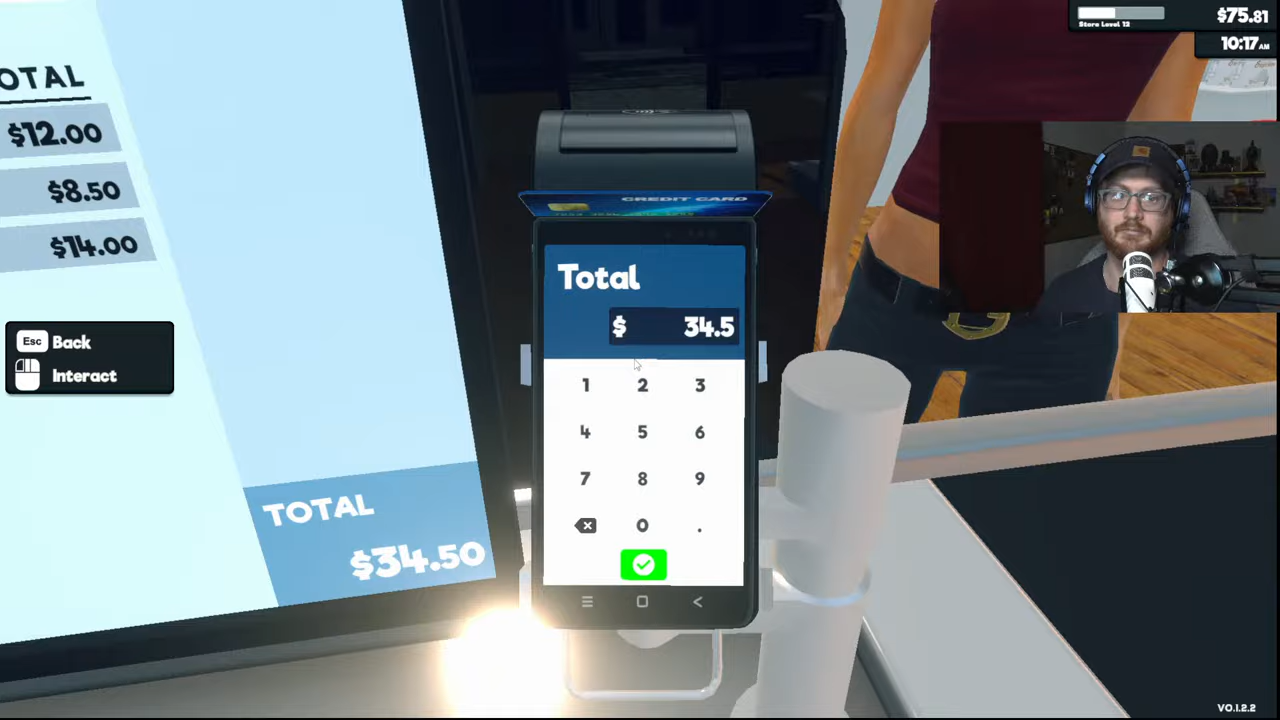 $75.81
Store Level 12
10:17AM
OTAL
$12.00
$8.50
$14.00
CREDIT CARD
Total
$ 34.5
Esc Back
Interact
1 2 3
4 5 6
7 8 9
0 .
TOTAL
$34.50
V0.1.2.2